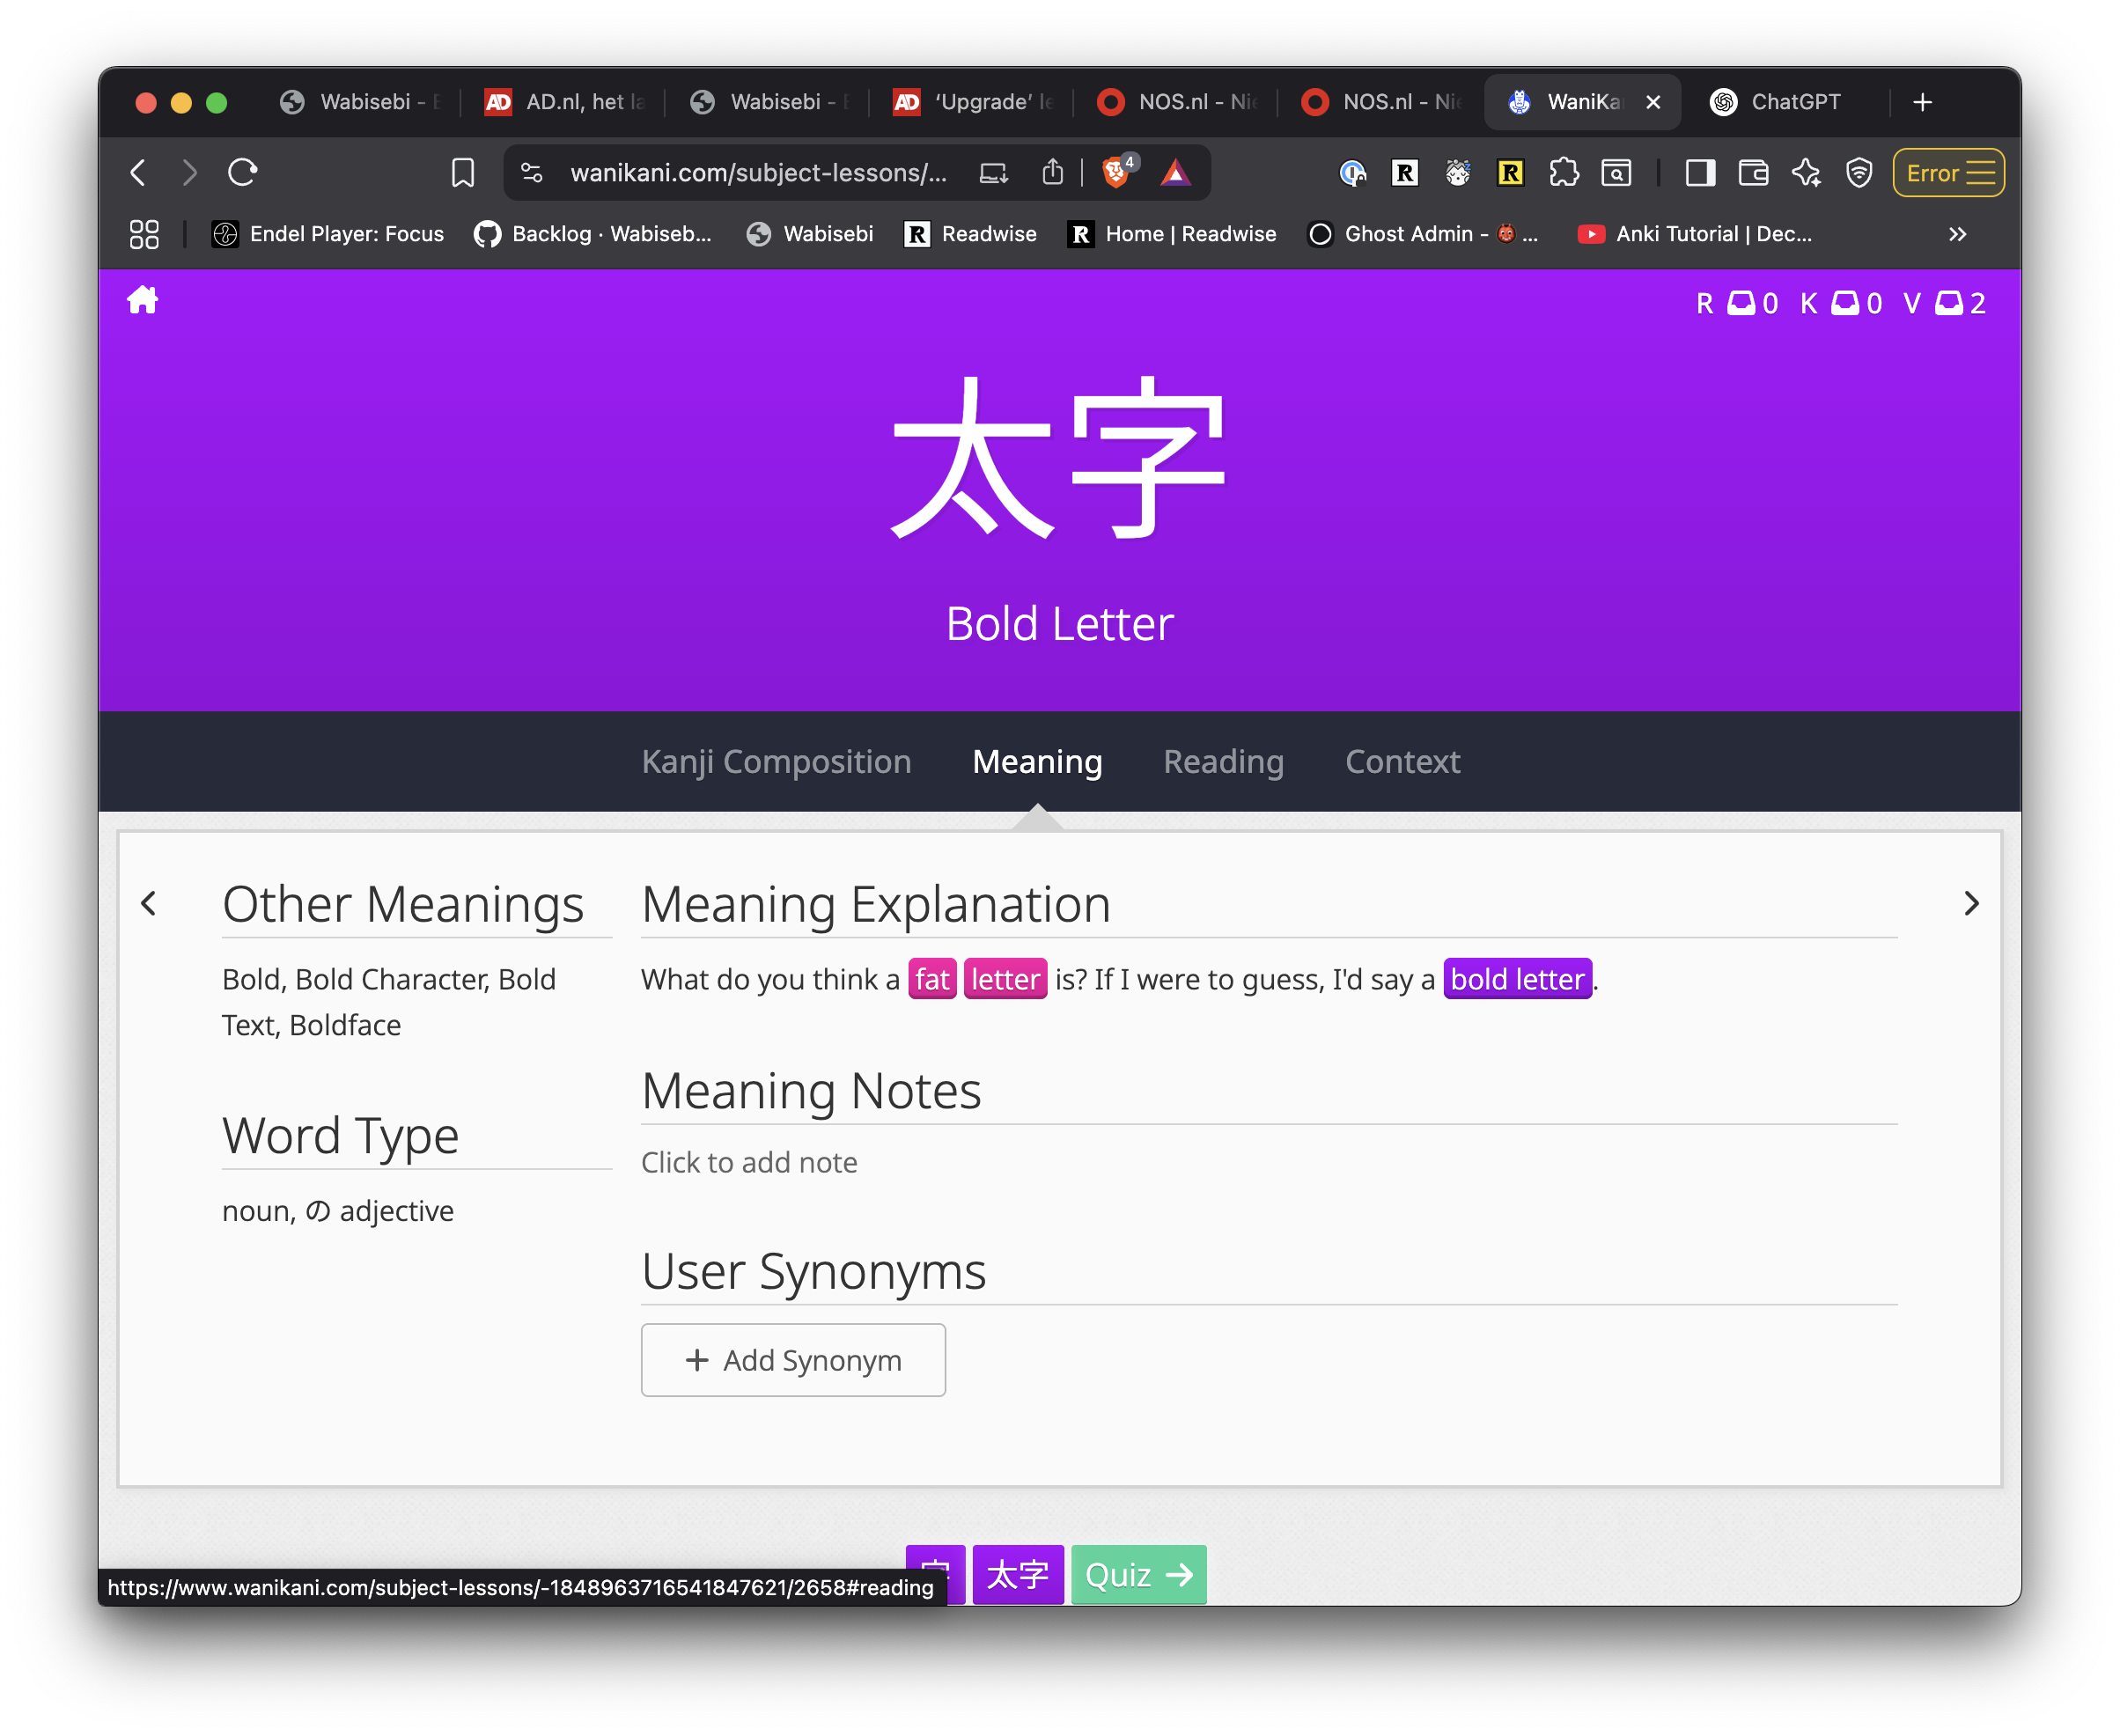 Wabisebi -
AD AD.nl, het la
Wabisebi -
AD 'Upgrade' le
NOS.nl - Nie
NOS.nl - Nie
WaniKa
ChatGPT
wanikani.com/subject-lessons/...
4
R
R
Error
Endel Player: Focus
Backlog · Wabiseb...
Wabisebi
R Readwise
R Home | Readwise
Ghost Admin - ...
Anki Tutorial | Dec...
R 0 K 0 V 2
太字
Bold Letter
Kanji Composition Meaning Reading Context
Other Meanings
Bold, Bold Character, Bold
Text, Boldface
Word Type
noun, の adjective
Meaning Explanation
What do you think a fat letter is? If I were to guess, I'd say a bold letter.
Meaning Notes
Click to add note
User Synonyms
+ Add Synonym
太字 Quiz →
https://www.wanikani.com/subject-lessons/-1848963716541847621/2658#reading